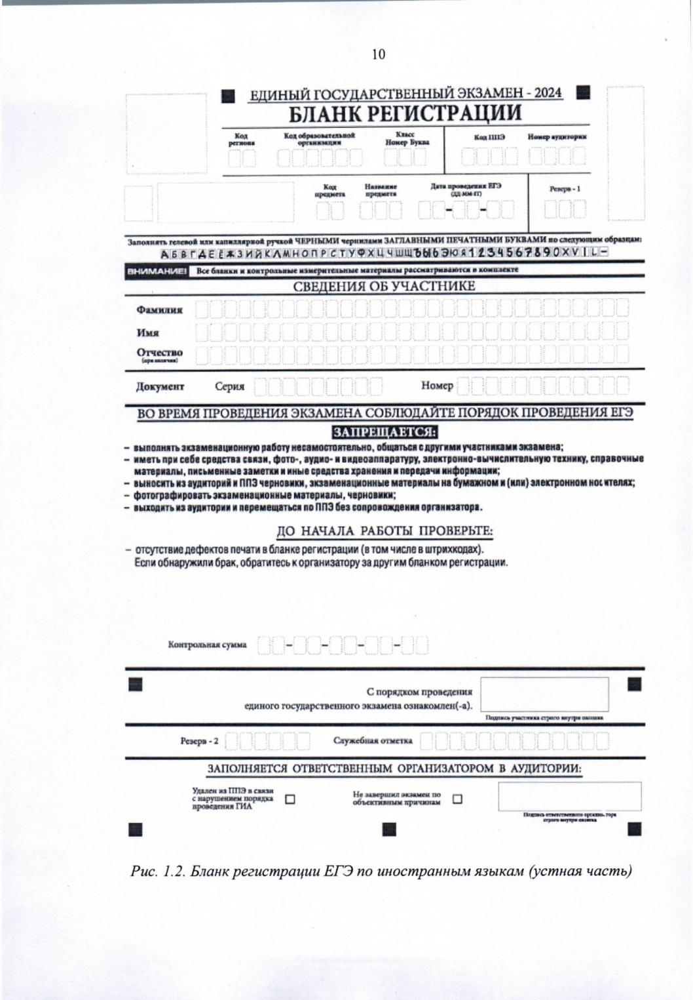 10
ЕДИНЫЙ ГОСУДАРСТВЕННЫЙ ЭКЗАМЕН - 2024
БЛАНК РЕГИСТРАЦИИ
Код региона
Код образовательной организации
Класс
Номер Буква
Код ППЭ
Номер аудитории
Код предмета
Название предмета
Дата проведения ЕГЭ (ДД-ММ-ГГ)
Резерв - 1
Заполнять гелевой или капиллярной ручкой ЧЕРНЫМИ чернилами ЗАГЛАВНЫМИ ПЕЧАТНЫМИ БУКВАМИ по следующим образцам:
АБВГДЕЁЖЗИЙКЛМНОПРСТУФХЦЧШЩЪЫЬЭЮЯ1234567890XVIL-
ВНИМАНИЕ! Все бланки и контрольные измерительные материалы рассматриваются в комплекте
СВЕДЕНИЯ ОБ УЧАСТНИКЕ
Фамилия
Имя
Отчество
(при наличии)
Документ Серия Номер
ВО ВРЕМЯ ПРОВЕДЕНИЯ ЭКЗАМЕНА СОБЛЮДАЙТЕ ПОРЯДОК ПРОВЕДЕНИЯ ЕГЭ
ЗАПРЕЩАЕТСЯ:
– выполнять экзаменационную работу несамостоятельно, общаться с другими участниками экзамена;
– иметь при себе средства связи, фото-, аудио- и видеоаппаратуру, электронно-вычислительную технику, справочные
материалы, письменные заметки и иные средства хранения и передачи информации;
– выносить из аудиторий и ППЭ черновики, экзаменационные материалы на бумажном и (или) электронном носителях;
– фотографировать экзаменационные материалы, черновики;
– выходить из аудитории и перемещаться по ППЭ без сопровождения организатора.
ДО НАЧАЛА РАБОТЫ ПРОВЕРЬТЕ:
– отсутствие дефектов печати в бланке регистрации (в том числе в штрихкодах).
Если обнаружили брак, обратитесь к организатору за другим бланком регистрации.
Контрольная сумма - - - -
С порядком проведения
единого государственного экзамена ознакомлен(-а).
Подпись участника строго внутри окошка
Резерв - 2 Служебная отметка
ЗАПОЛНЯЕТСЯ ОТВЕТСТВЕННЫМ ОРГАНИЗАТОРОМ В АУДИТОРИИ:
Удален из ППЭ в связи
с нарушением порядка
проведения ГИА
Не завершил экзамен по
объективным причинам
Подпись ответственного организатора
строго внутри окошка
Рис. 1.2. Бланк регистрации ЕГЭ по иностранным языкам (устная часть)